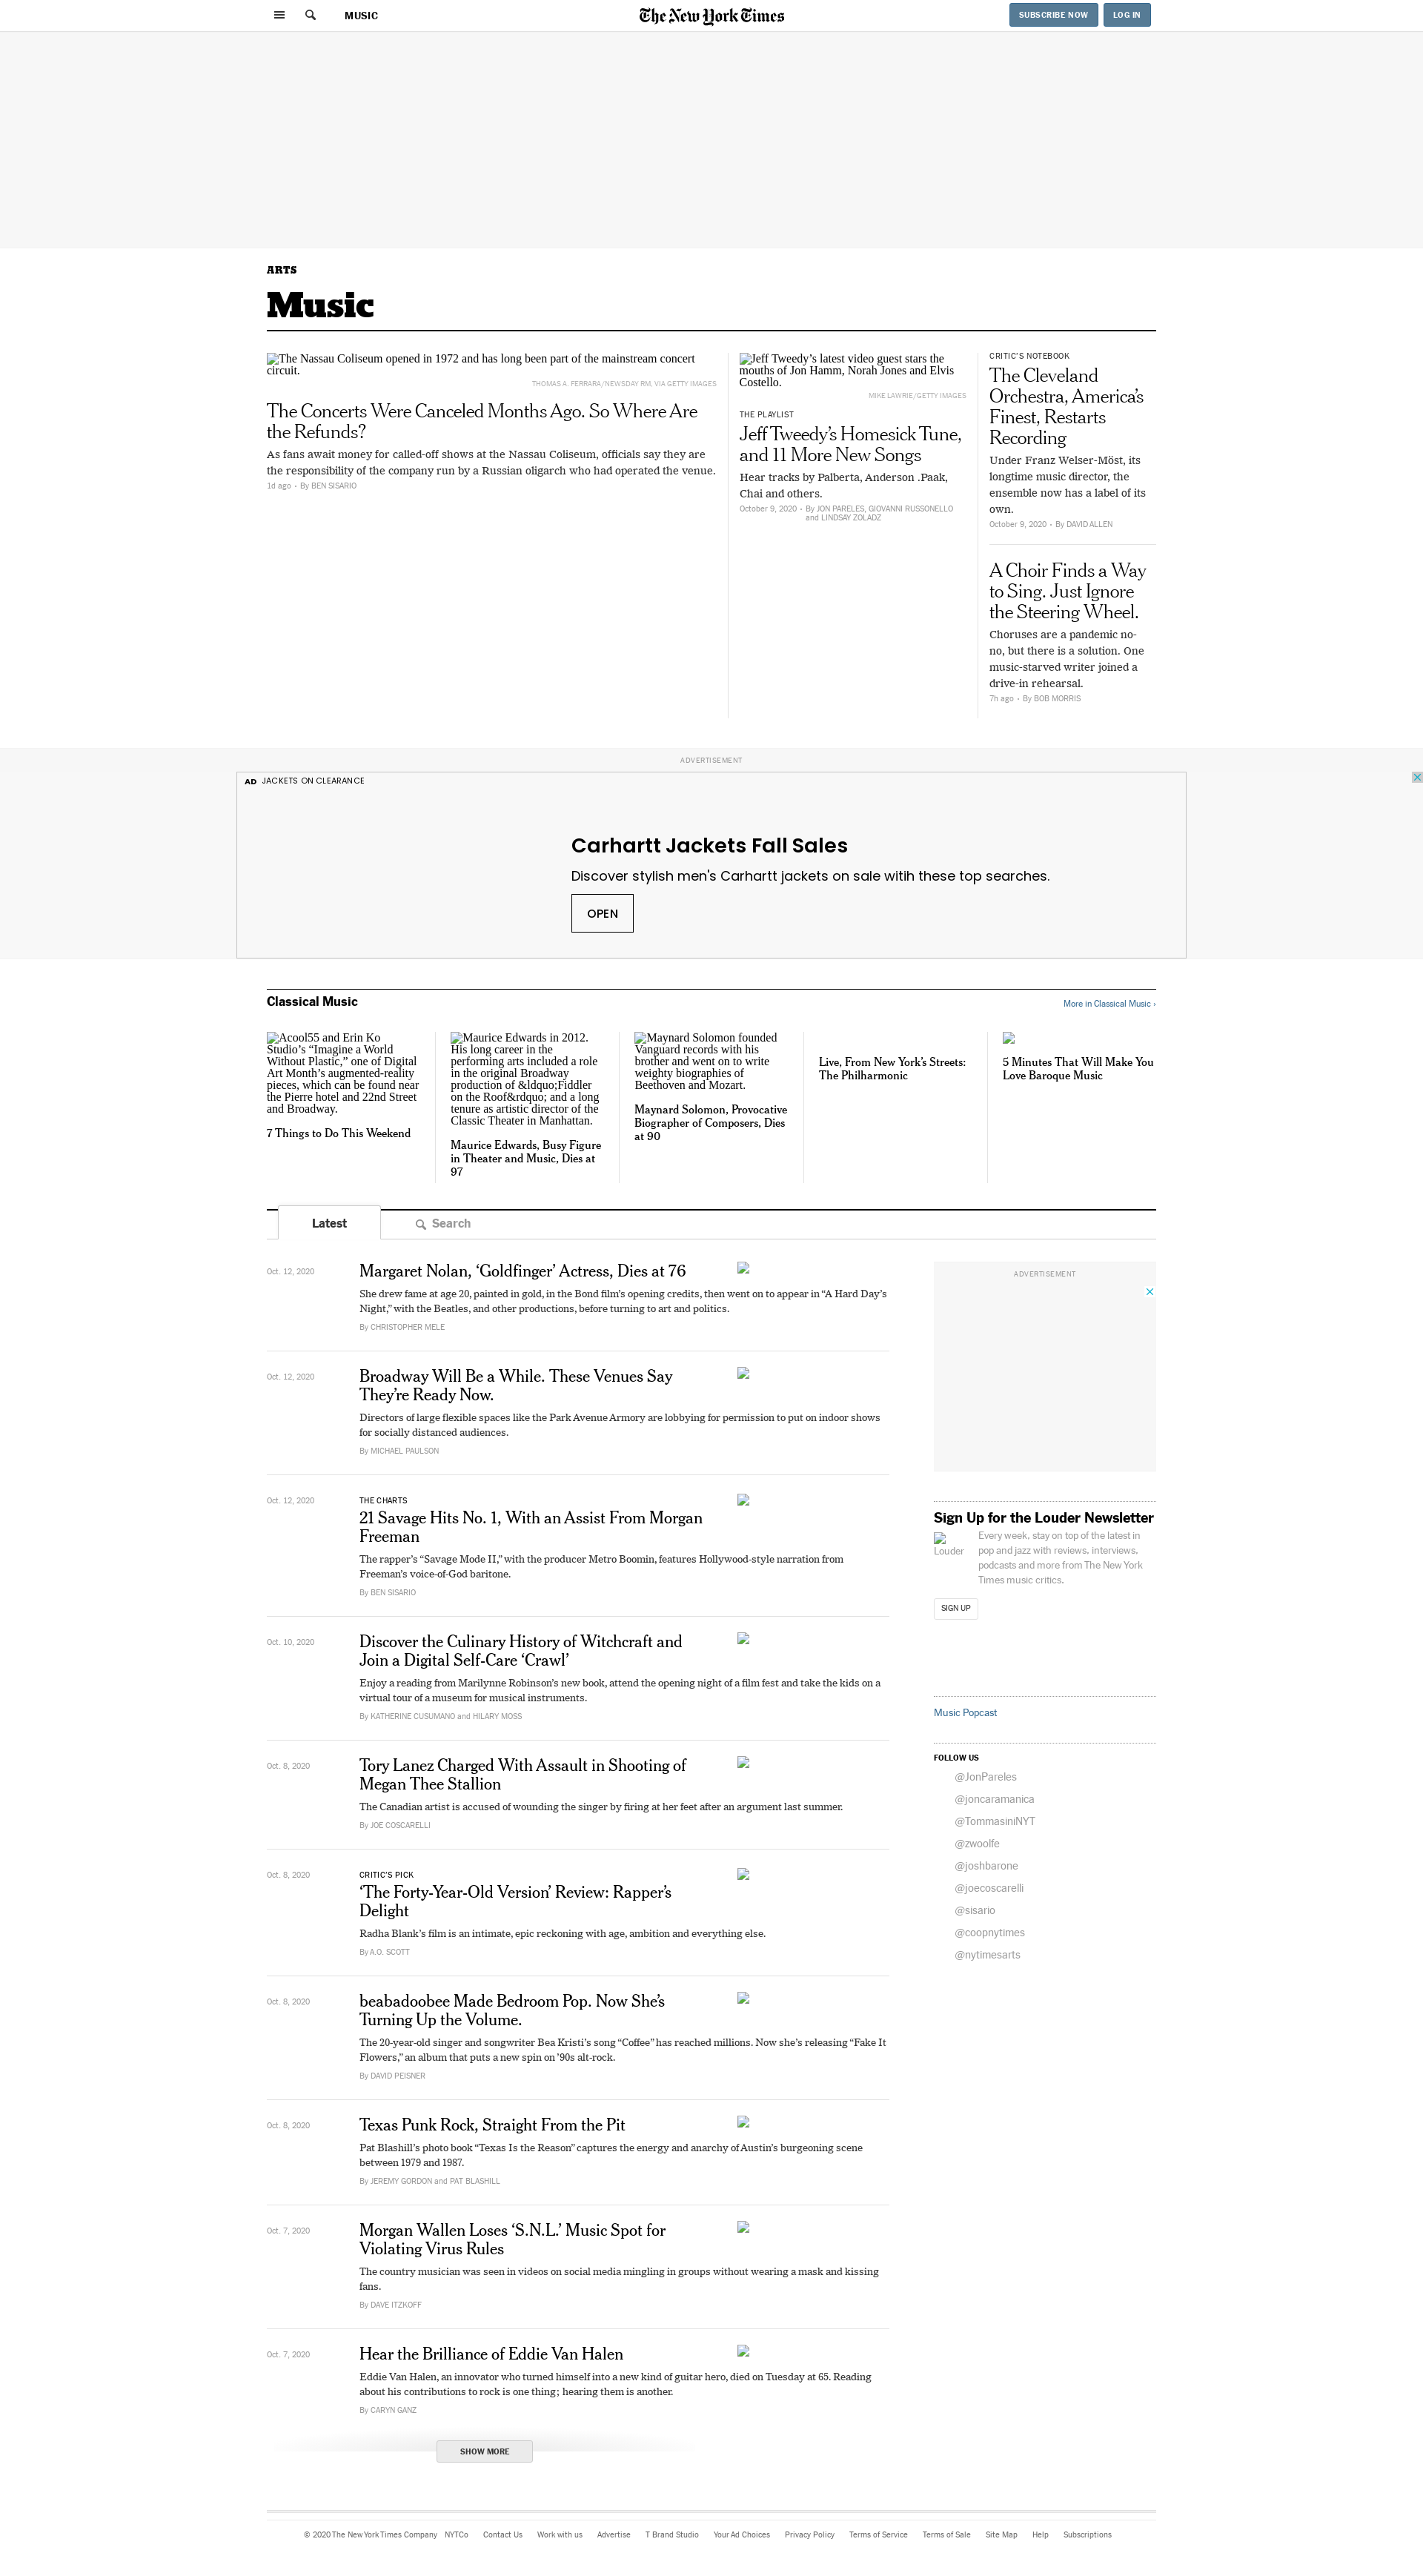 MUSIC
The New York Times
SUBSCRIBE NOW
LOG IN
ARTS
Music
The Nassau Coliseum opened in 1972 and has long been part of the mainstream concert
circuit.
THOMAS A. FERRARA/NEWSDAY RM, VIA GETTY IMAGES
The Concerts Were Canceled Months Ago. So Where Are
the Refunds?
As fans await money for called-off shows at the Nassau Coliseum, officials say they are
the responsibility of the company run by a Russian oligarch who had operated the venue.
1d ago • By BEN SISARIO
Jeff Tweedy’s latest video guest stars the
mouths of Jon Hamm, Norah Jones and Elvis
Costello.
MIKE LAWRIE/GETTY IMAGES
THE PLAYLIST
Jeff Tweedy’s Homesick Tune,
and 11 More New Songs
Hear tracks by Palberta, Anderson .Paak,
Chai and others.
October 9, 2020 • By JON PARELES, GIOVANNI RUSSONELLO
and LINDSAY ZOLADZ
CRITIC’S NOTEBOOK
The Cleveland
Orchestra, America’s
Finest, Restarts
Recording
Under Franz Welser-Möst, its
longtime music director, the
ensemble now has a label of its
own.
October 9, 2020 • By DAVID ALLEN
A Choir Finds a Way
to Sing. Just Ignore
the Steering Wheel.
Choruses are a pandemic no-
no, but there is a solution. One
music-starved writer joined a
drive-in rehearsal.
7h ago • By BOB MORRIS
ADVERTISEMENT
AD JACKETS ON CLEARANCE
Carhartt Jackets Fall Sales
Discover stylish men's Carhartt jackets on sale witih these top searches.
OPEN
Classical Music
More in Classical Music ›
Acool55 and Erin Ko
Studio’s “Imagine a World
Without Plastic,” one of Digital
Art Month’s augmented-reality
pieces, which can be found near
the Pierre hotel and 22nd Street
and Broadway.
7 Things to Do This Weekend
Maurice Edwards in 2012.
His long career in the
performing arts included a role
in the original Broadway
production of &ldquo;Fiddler
on the Roof&rdquo; and a long
tenure as artistic director of the
Classic Theater in Manhattan.
Maurice Edwards, Busy Figure
in Theater and Music, Dies at
97
Maynard Solomon founded
Vanguard records with his
brother and went on to write
weighty biographies of
Beethoven and Mozart.
Maynard Solomon, Provocative
Biographer of Composers, Dies
at 90
Live, From New York’s Streets:
The Philharmonic
5 Minutes That Will Make You
Love Baroque Music
Latest
Search
Oct. 12, 2020
Margaret Nolan, ‘Goldfinger’ Actress, Dies at 76
She drew fame at age 20, painted in gold, in the Bond film’s opening credits, then went on to appear in “A Hard Day’s
Night,” with the Beatles, and other productions, before turning to art and politics.
By CHRISTOPHER MELE
Oct. 12, 2020
Broadway Will Be a While. These Venues Say
They’re Ready Now.
Directors of large flexible spaces like the Park Avenue Armory are lobbying for permission to put on indoor shows
for socially distanced audiences.
By MICHAEL PAULSON
Oct. 12, 2020
THE CHARTS
21 Savage Hits No. 1, With an Assist From Morgan
Freeman
The rapper’s “Savage Mode II,” with the producer Metro Boomin, features Hollywood-style narration from
Freeman’s voice-of-God baritone.
By BEN SISARIO
Oct. 10, 2020
Discover the Culinary History of Witchcraft and
Join a Digital Self-Care ‘Crawl’
Enjoy a reading from Marilynne Robinson’s new book, attend the opening night of a film fest and take the kids on a
virtual tour of a museum for musical instruments.
By KATHERINE CUSUMANO and HILARY MOSS
Oct. 8, 2020
Tory Lanez Charged With Assault in Shooting of
Megan Thee Stallion
The Canadian artist is accused of wounding the singer by firing at her feet after an argument last summer.
By JOE COSCARELLI
Oct. 8, 2020
CRITIC’S PICK
‘The Forty-Year-Old Version’ Review: Rapper’s
Delight
Radha Blank’s film is an intimate, epic reckoning with age, ambition and everything else.
By A.O. SCOTT
Oct. 8, 2020
beabadoobee Made Bedroom Pop. Now She’s
Turning Up the Volume.
The 20-year-old singer and songwriter Bea Kristi’s song “Coffee” has reached millions. Now she’s releasing “Fake It
Flowers,” an album that puts a new spin on ’90s alt-rock.
By DAVID PEISNER
Oct. 8, 2020
Texas Punk Rock, Straight From the Pit
Pat Blashill’s photo book “Texas Is the Reason” captures the energy and anarchy of Austin’s burgeoning scene
between 1979 and 1987.
By JEREMY GORDON and PAT BLASHILL
Oct. 7, 2020
Morgan Wallen Loses ‘S.N.L.’ Music Spot for
Violating Virus Rules
The country musician was seen in videos on social media mingling in groups without wearing a mask and kissing
fans.
By DAVE ITZKOFF
Oct. 7, 2020
Hear the Brilliance of Eddie Van Halen
Eddie Van Halen, an innovator who turned himself into a new kind of guitar hero, died on Tuesday at 65. Reading
about his contributions to rock is one thing; hearing them is another.
By CARYN GANZ
SHOW MORE
ADVERTISEMENT
Sign Up for the Louder Newsletter
Louder
Every week, stay on top of the latest in
pop and jazz with reviews, interviews,
podcasts and more from The New York
Times music critics.
SIGN UP
Music Popcast
FOLLOW US
@JonPareles
@joncaramanica
@TommasiniNYT
@zwoolfe
@joshbarone
@joecoscarelli
@sisario
@coopnytimes
@nytimesarts
© 2020 The New York Times Company NYTCo Contact Us Work with us Advertise T Brand Studio Your Ad Choices Privacy Policy Terms of Service Terms of Sale Site Map Help Subscriptions